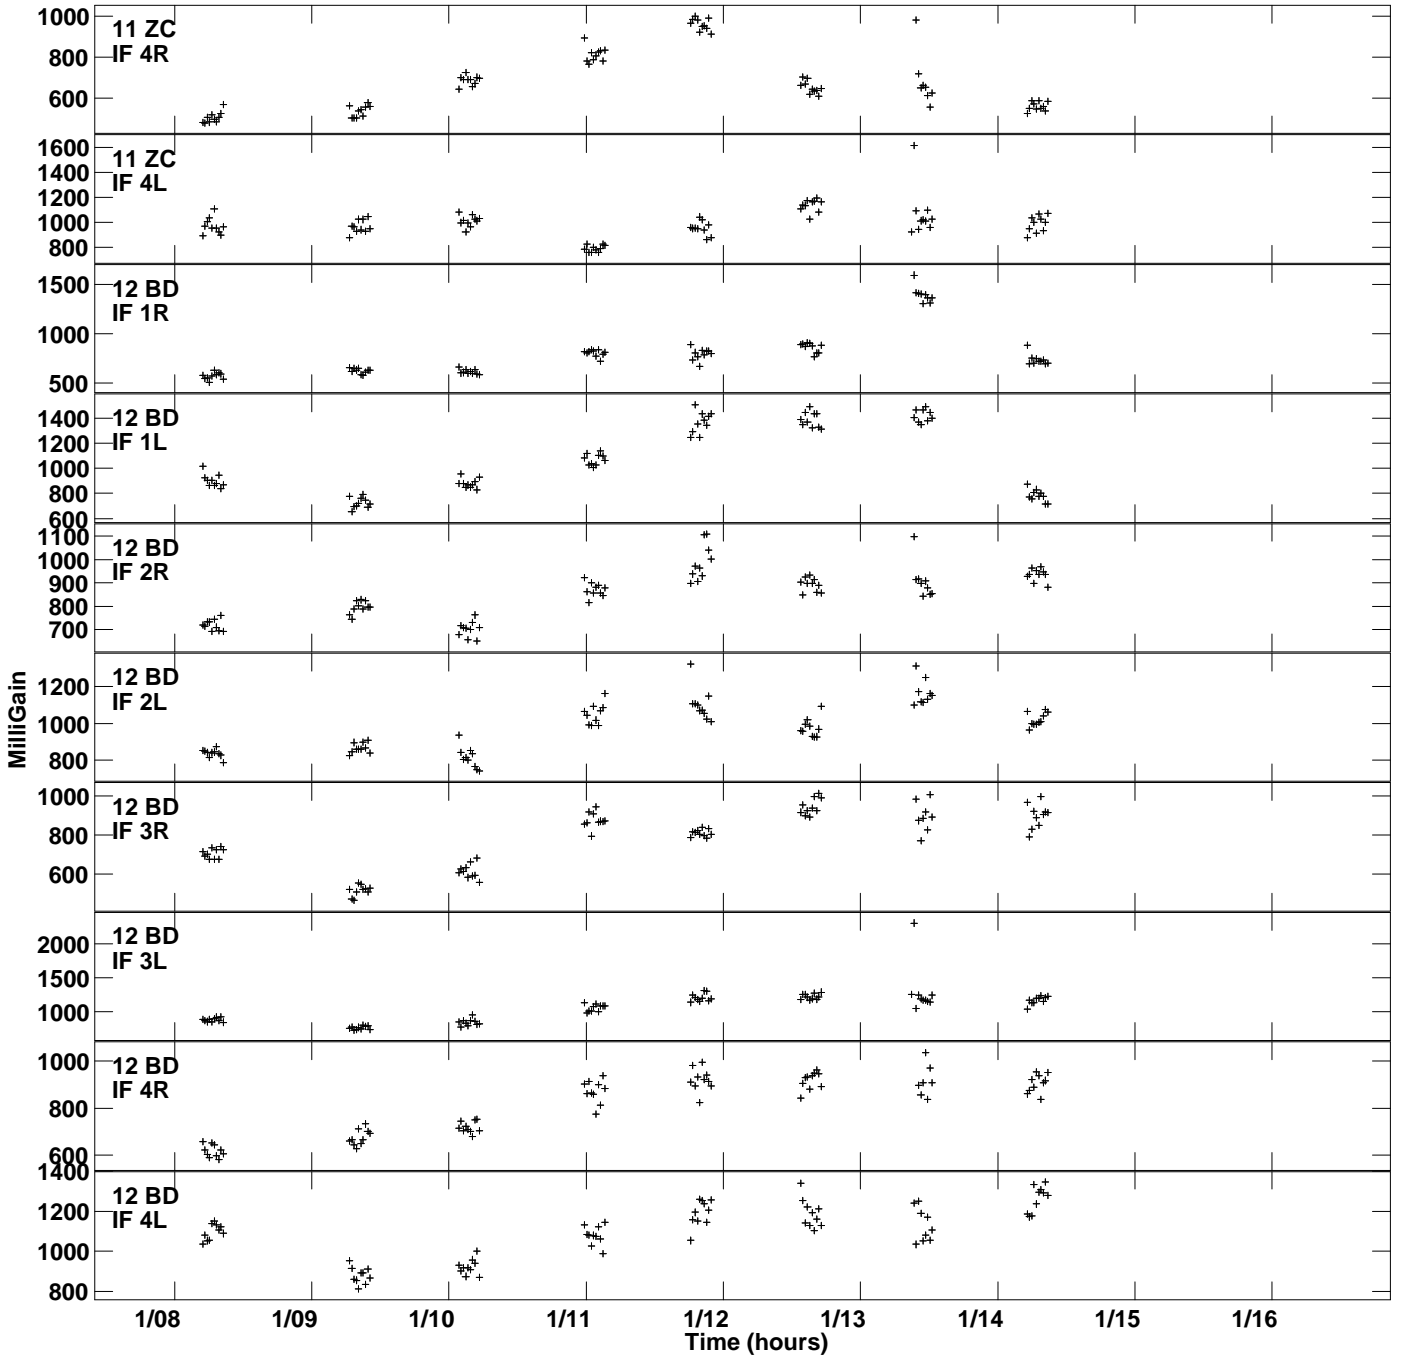 1000
800
600
11 ZC
IF 4R
1600
1400
1200
1000
800
11 ZC
IF 4L
1500
1000
500
12 BD
IF 1R
1400
1200
1000
800
600
12 BD
IF 1L
1100
1000
900
800
700
12 BD
IF 2R
1200
1000
800
12 BD
IF 2L
MilliGain
1000
800
600
12 BD
IF 3R
2000
1500
1000
12 BD
IF 3L
1000
800
600
12 BD
IF 4R
1400
1200
1000
800
12 BD
IF 4L
1/08 1/09 1/10 1/11 1/12 1/13 1/14 1/15 1/16
Time (hours)